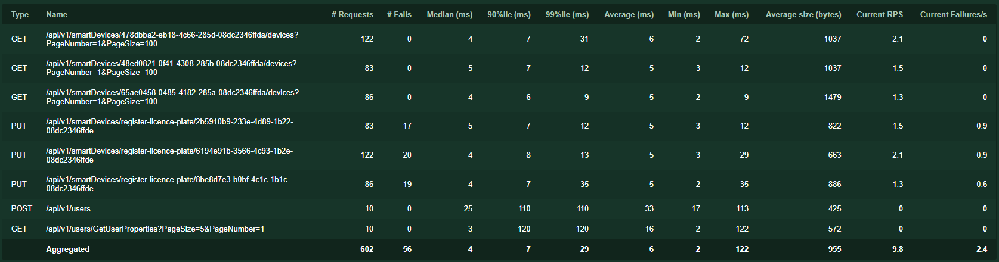 Type Name # Requests # Fails Median (ms) 90%ile (ms) 99%ile (ms) Average (ms) Min (ms) Max (ms) Average size (bytes) Current RPS Current Failures/s
GET /api/v1/smartDevices/478dbba2-eb18-4c66-285d-08dc2346ffda/devices?
PageNumber=1&PageSize=100 122 0 4 7 31 6 2 72 1037 2.1 0
GET /api/v1/smartDevices/48ed0821-0f41-4308-285b-08dc2346ffda/devices?
PageNumber=1&PageSize=100 83 0 5 7 12 5 3 12 1037 1.5 0
GET /api/v1/smartDevices/65ae0458-0485-4182-285a-08dc2346ffda/devices?
PageNumber=1&PageSize=100 86 0 4 6 9 5 2 9 1479 1.3 0
PUT /api/v1/smartDevices/register-licence-plate/2b5910b9-233e-4d89-1b22-
08dc2346ffde 83 17 5 7 12 5 3 12 822 1.5 0.9
PUT /api/v1/smartDevices/register-licence-plate/6194e91b-3566-4c93-1b2e-
08dc2346ffde 122 20 4 8 13 5 3 29 663 2.1 0.9
PUT /api/v1/smartDevices/register-licence-plate/8be8d7e3-b0bf-4c1c-1b1c-
08dc2346ffde 86 19 4 7 35 5 2 35 886 1.3 0.6
POST /api/v1/users 10 0 25 110 110 33 17 113 425 0 0
GET /api/v1/users/GetUserProperties?PageSize=5&PageNumber=1 10 0 3 120 120 16 2 122 572 0 0
Aggregated 602 56 4 7 29 6 2 122 955 9.8 2.4